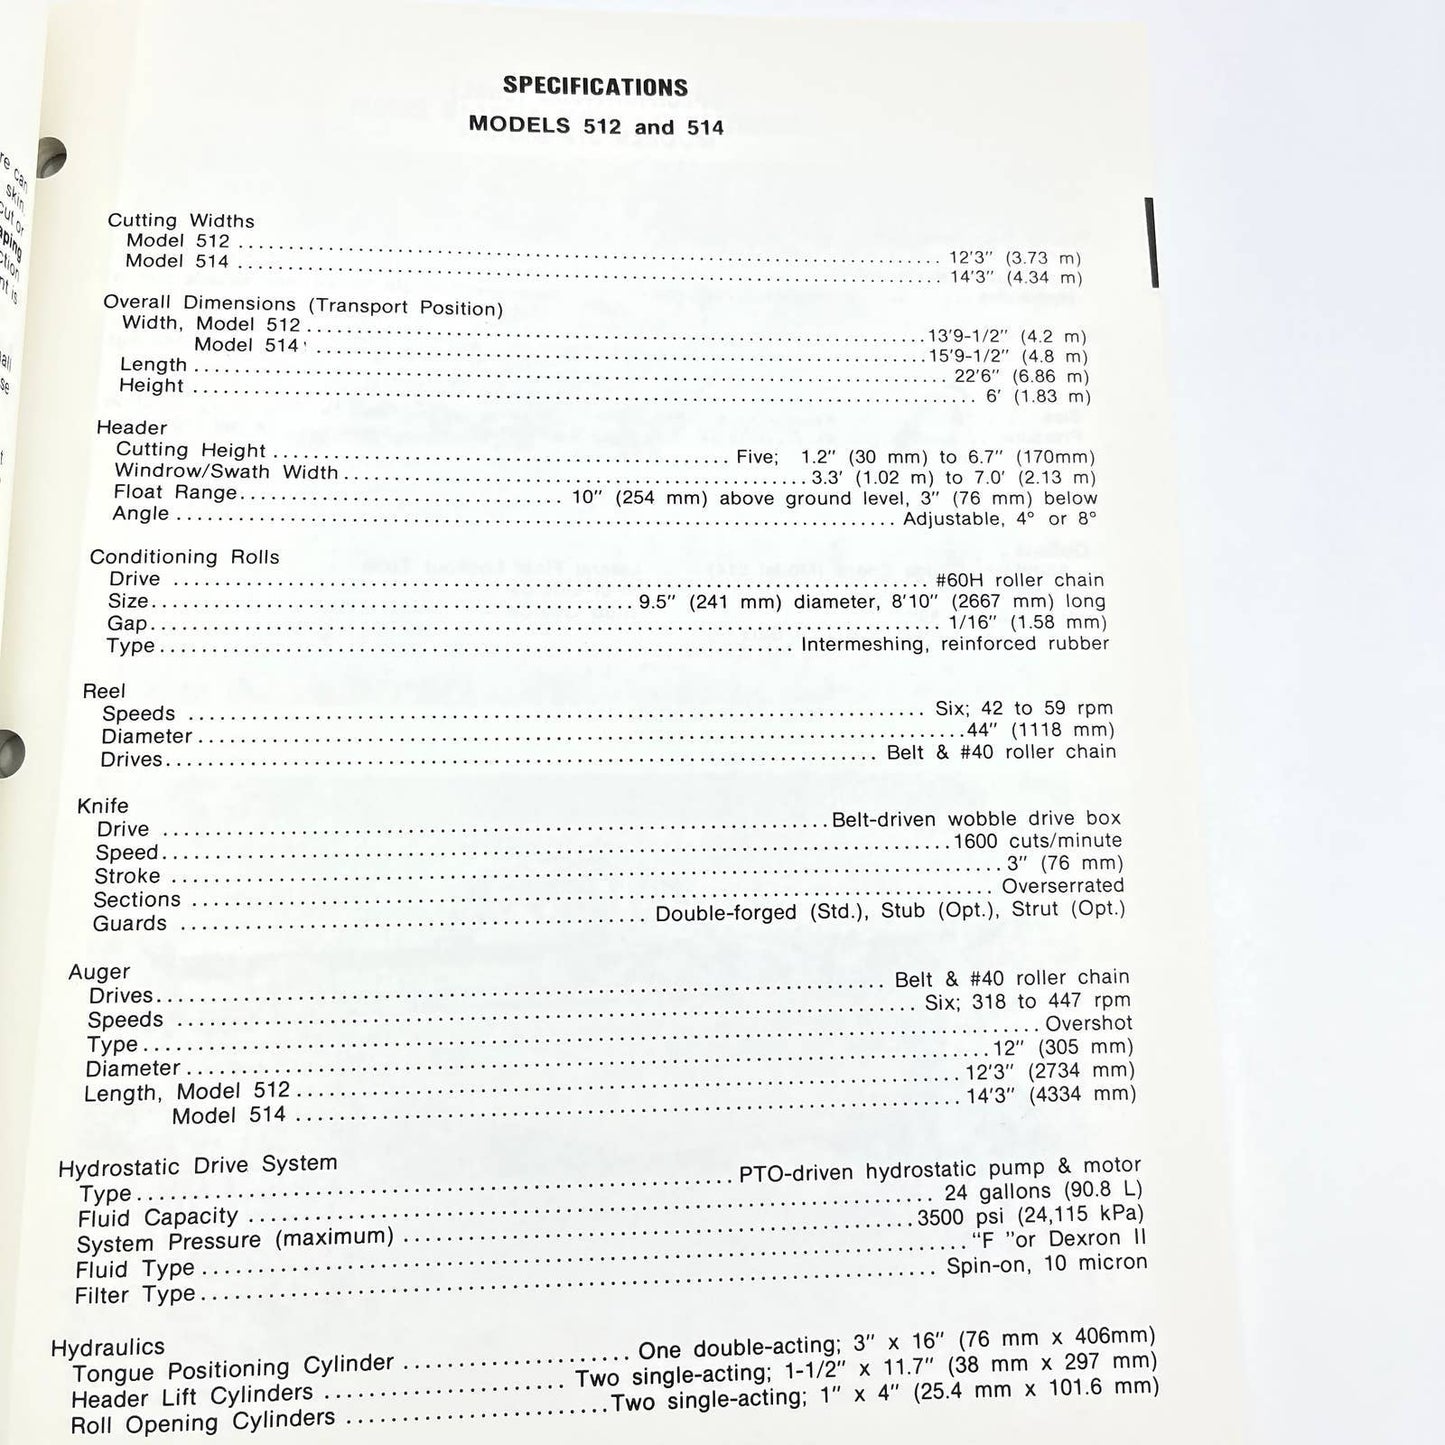 SPECIFICATIONS
MODELS 512 and 514
Cutting Widths
Model 512 ........ 12'3" (3.73 m)
Model 514 ........ 14'3" (4.34 m)
Overall Dimensions (Transport Position)
Width, Model 512 ........ 13'9-1/2" (4.2 m)
Model 514 ........ 15'9-1/2" (4.8 m)
Length ........ 22'6" (6.86 m)
Height ........ 6' (1.83 m)
Header
Cutting Height ........ Five; 1.2" (30 mm) to 6.7" (170mm)
Windrow/Swath Width ........ 3.3' (1.02 m) to 7.0' (2.13 m)
Float Range ........ 10" (254 mm) above ground level, 3" (76 mm) below
Angle ........ Adjustable, 4° or 8°
Conditioning Rolls
Drive ........ #60H roller chain
Size ........ 9.5" (241 mm) diameter, 8'10" (2667 mm) long
Gap ........ 1/16" (1.58 mm)
Type ........ Intermeshing, reinforced rubber
Reel
Speeds ........ Six; 42 to 59 rpm
Diameter ........ 44" (1118 mm)
Drives ........ Belt & #40 roller chain
Knife
Drive ........ Belt-driven wobble drive box
Speed ........ 1600 cuts/minute
Stroke ........ 3" (76 mm)
Sections ........ Overserrated
Guards ........ Double-forged (Std.), Stub (Opt.), Strut (Opt.)
Auger
Drives ........ Belt & #40 roller chain
Speeds ........ Six; 318 to 447 rpm
Type ........ Overshot
Diameter ........ 12" (305 mm)
Length, Model 512 ........ 12'3" (2734 mm)
Model 514 ........ 14'3" (4334 mm)
Hydrostatic Drive System
Type ........ PTO-driven hydrostatic pump & motor
Fluid Capacity ........ 24 gallons (90.8 L)
System Pressure (maximum) ........ 3500 psi (24,115 kPa)
Fluid Type ........ "F "or Dexron II
Filter Type ........ Spin-on, 10 micron
Hydraulics
Tongue Positioning Cylinder ........ One double-acting; 3" x 16" (76 mm x 406mm)
Header Lift Cylinders ........ Two single-acting; 1-1/2" x 11.7" (38 mm x 297 mm)
Roll Opening Cylinders ........ Two single-acting; 1" x 4" (25.4 mm x 101.6 mm)